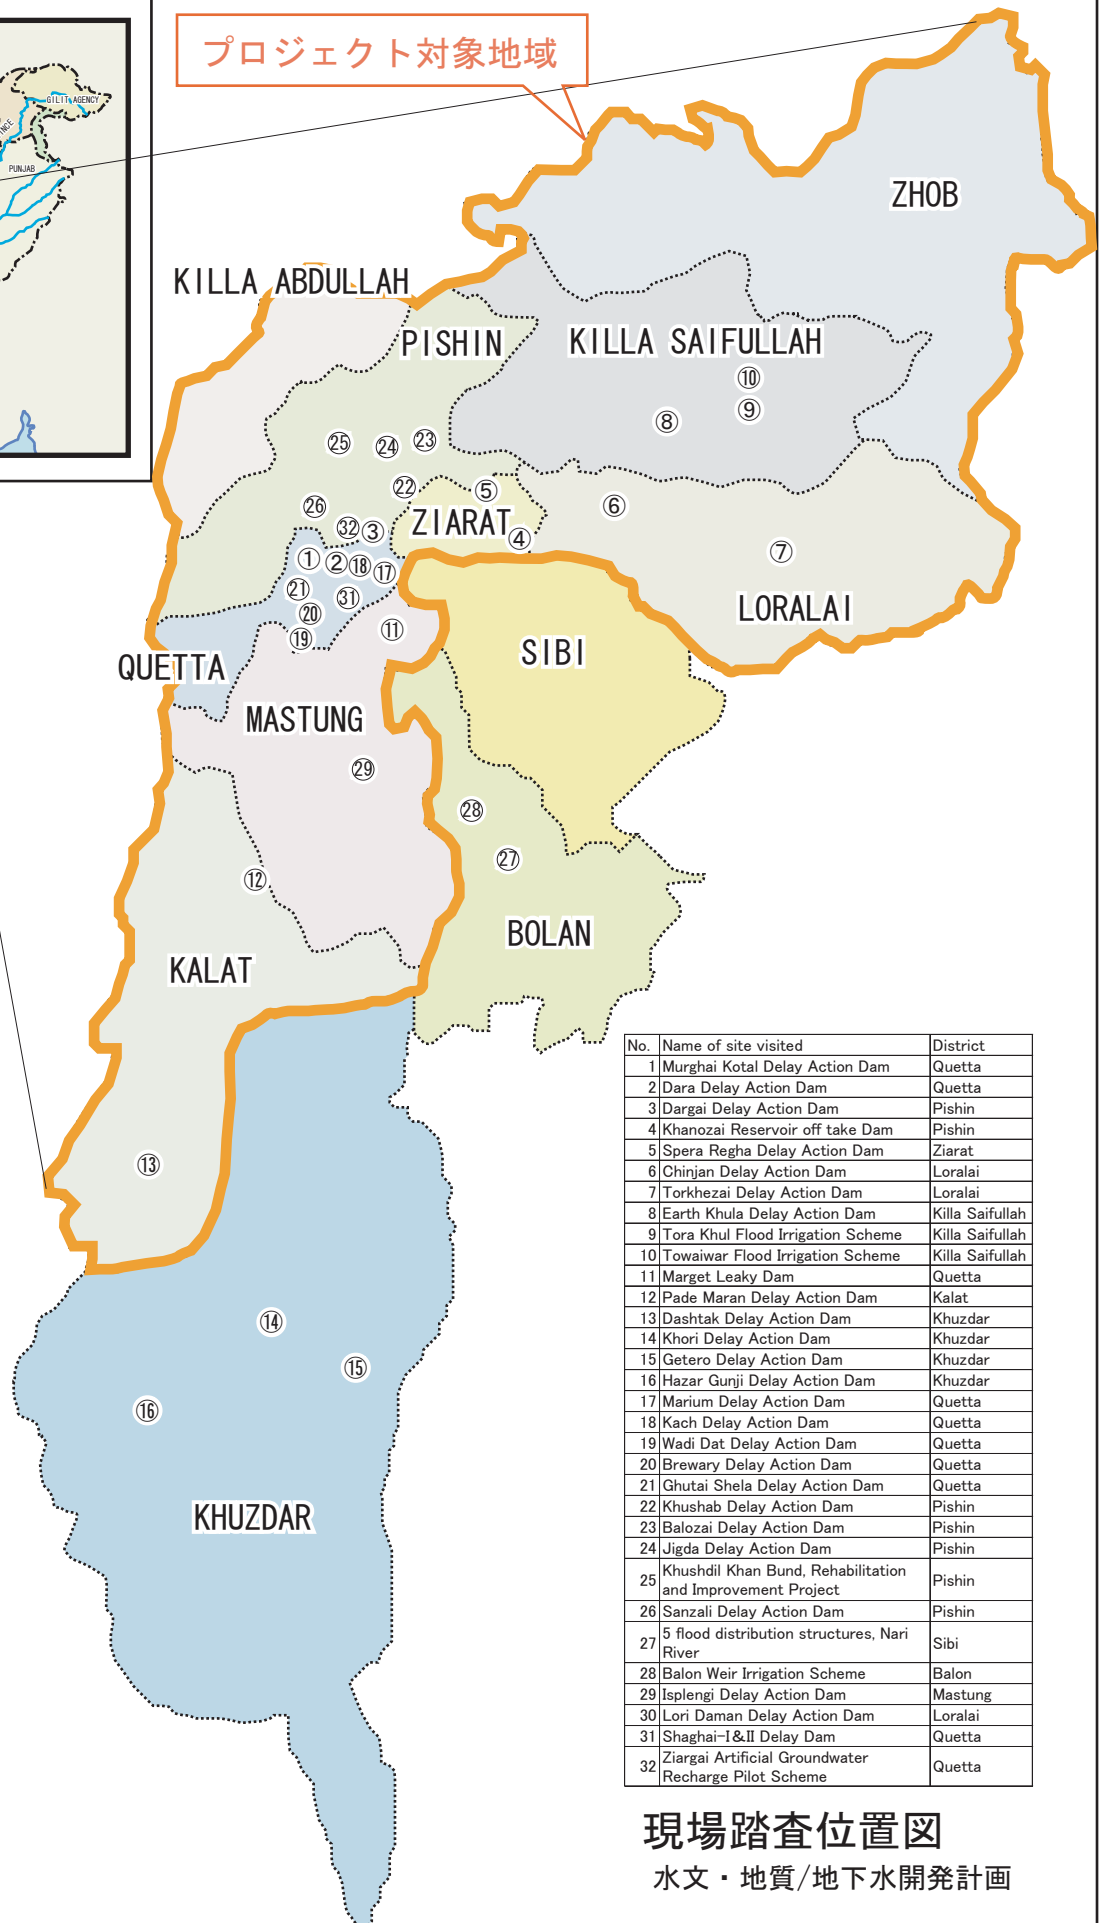 プロジェクト対象地域
GILIT AGENCY
PUNJAB
ZHOB
KILLA ABDULLAH
PISHIN
KILLA SAIFULLAH
⑩
⑨
⑧
㉕
㉔
㉓
㉒
⑤
⑥
㉖
ZIARAT
㉜
③
④
①
②
⑱
⑰
⑦
㉑
㉛
LORALAI
⑳
⑲
⑪
SIBI
QUETTA
MASTUNG
㉙
㉘
㉗
⑫
BOLAN
KALAT
⑬
⑭
⑮
⑯
KHUZDAR
No. Name of site visited District
1 Murghai Kotal Delay Action Dam Quetta
2 Dara Delay Action Dam Quetta
3 Dargai Delay Action Dam Pishin
4 Khanozai Reservoir off take Dam Pishin
5 Spera Regha Delay Action Dam Ziarat
6 Chinjan Delay Action Dam Loralai
7 Torkhezai Delay Action Dam Loralai
8 Earth Khula Delay Action Dam Killa Saifullah
9 Tora Khul Flood Irrigation Scheme Killa Saifullah
10 Towaiwar Flood Irrigation Scheme Killa Saifullah
11 Marget Leaky Dam Quetta
12 Pade Maran Delay Action Dam Kalat
13 Dashtak Delay Action Dam Khuzdar
14 Khori Delay Action Dam Khuzdar
15 Getero Delay Action Dam Khuzdar
16 Hazar Gunji Delay Action Dam Khuzdar
17 Marium Delay Action Dam Quetta
18 Kach Delay Action Dam Quetta
19 Wadi Dat Delay Action Dam Quetta
20 Brewary Delay Action Dam Quetta
21 Ghutai Shela Delay Action Dam Quetta
22 Khushab Delay Action Dam Pishin
23 Balozai Delay Action Dam Pishin
24 Jigda Delay Action Dam Pishin
25 Khushdil Khan Bund, Rehabilitation
and Improvement Project Pishin
26 Sanzali Delay Action Dam Pishin
27 5 flood distribution structures, Nari
River Sibi
28 Balon Weir Irrigation Scheme Balon
29 Isplengi Delay Action Dam Mastung
30 Lori Daman Delay Action Dam Loralai
31 Shaghai-I&II Delay Dam Quetta
32 Ziargai Artificial Groundwater
Recharge Pilot Scheme Quetta
現場踏査位置図
水文・地質/地下水開発計画